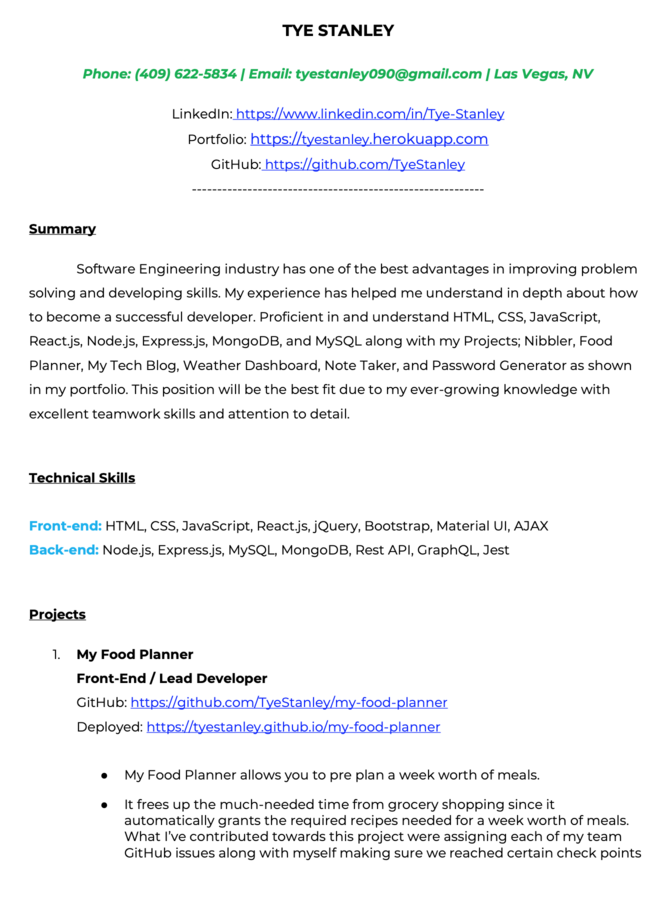 TYE STANLEY
Phone: (409) 622-5834 | Email: tyestanley090@gmail.com | Las Vegas, NV
LinkedIn: https://www.linkedin.com/in/Tye-Stanley
Portfolio: https://tyestanley.herokuapp.com
GitHub: https://github.com/TyeStanley
----------------------------------------------------------
Summary
Software Engineering industry has one of the best advantages in improving problem
solving and developing skills. My experience has helped me understand in depth about how
to become a successful developer. Proficient in and understand HTML, CSS, JavaScript,
React.js, Node.js, Express.js, MongoDB, and MySQL along with my Projects; Nibbler, Food
Planner, My Tech Blog, Weather Dashboard, Note Taker, and Password Generator as shown
in my portfolio. This position will be the best fit due to my ever-growing knowledge with
excellent teamwork skills and attention to detail.
Technical Skills
Front-end: HTML, CSS, JavaScript, React.js, jQuery, Bootstrap, Material UI, AJAX
Back-end: Node.js, Express.js, MySQL, MongoDB, Rest API, GraphQL, Jest
Projects
1. My Food Planner
Front-End / Lead Developer
GitHub: https://github.com/TyeStanley/my-food-planner
Deployed: https://tyestanley.github.io/my-food-planner
● My Food Planner allows you to pre plan a week worth of meals.
● It frees up the much-needed time from grocery shopping since it
automatically grants the required recipes needed for a week worth of meals.
What I've contributed towards this project were assigning each of my team
GitHub issues along with myself making sure we reached certain check points